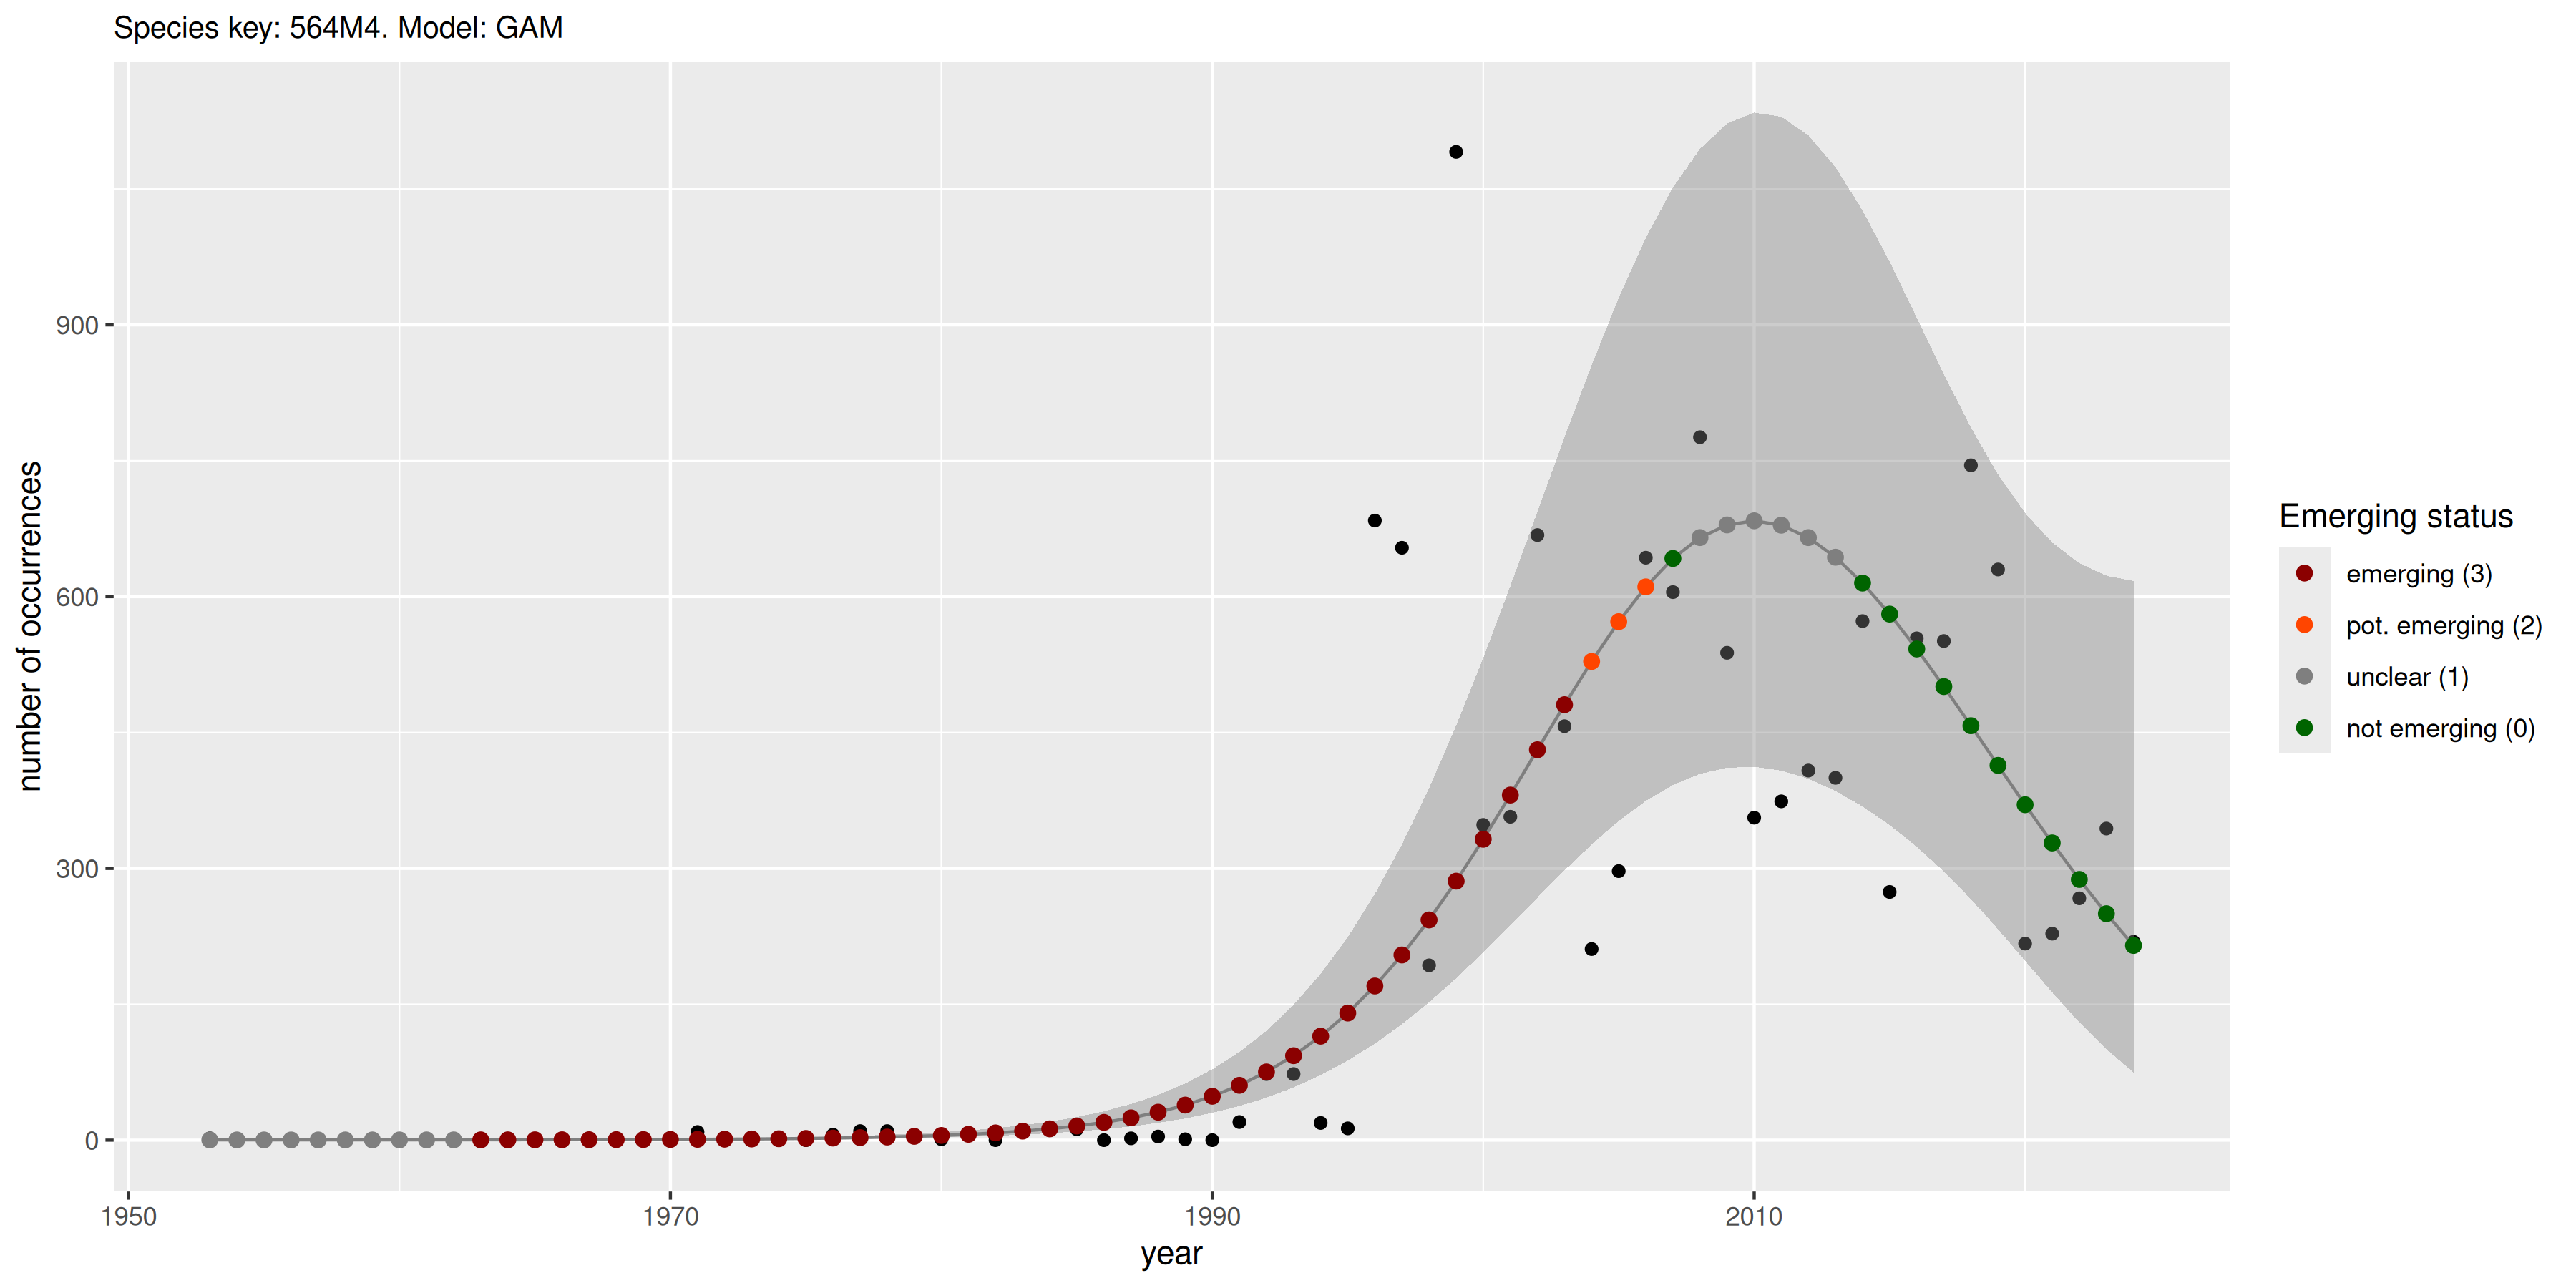 Species key: 564M4. Model: GAM
number of occurrences
900
600
300
0
1950
1970
1990
2010
year
Emerging status
emerging (3)
pot. emerging (2)
unclear (1)
not emerging (0)